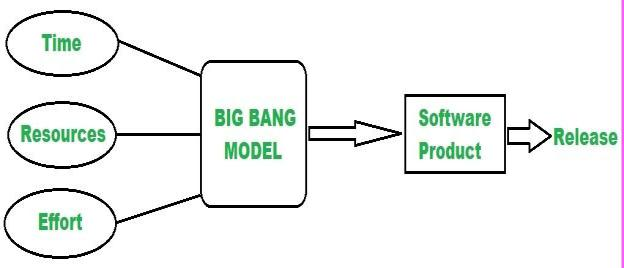 Time
Resources
Effort
BIG BANG
MODEL
Software
Product
Release